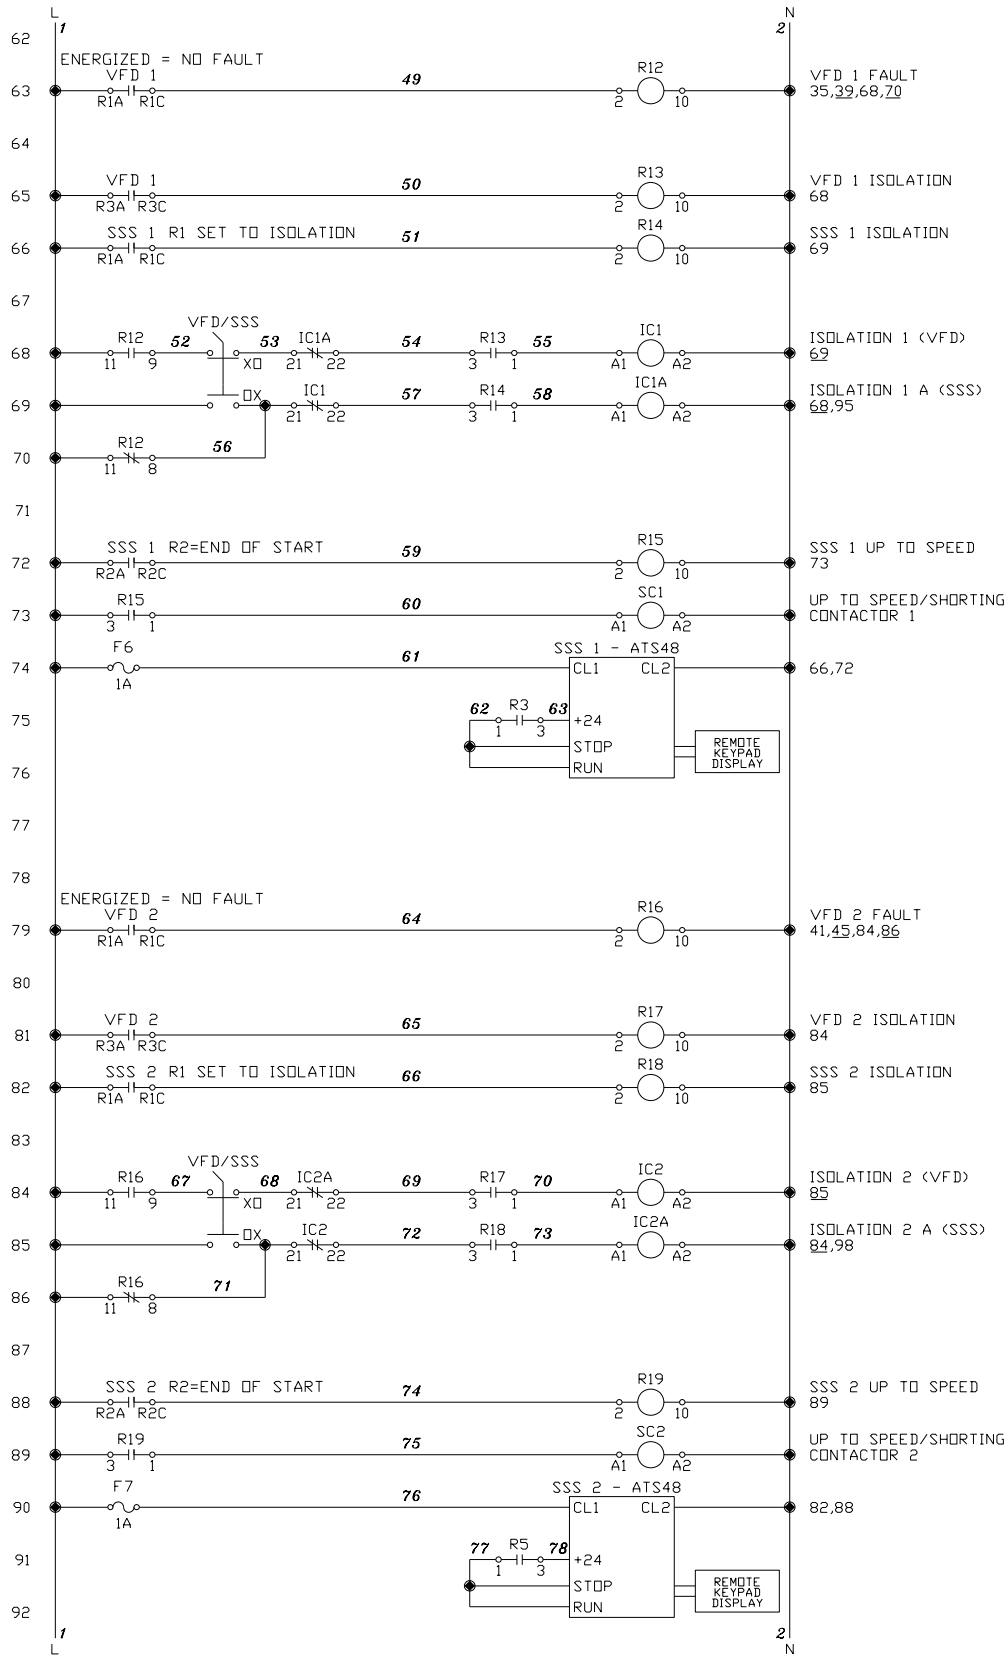 L N
1 2
62
ENERGIZED = NO FAULT
VFD 1 49 R12 VFD 1 FAULT
63 R1A R1C 2 10 35,39,68,70
64
VFD 1 50 R13 VFD 1 ISOLATION
65 R3A R3C 2 10 68
SSS 1 R1 SET TO ISOLATION 51 R14 SSS 1 ISOLATION
66 R1A R1C 2 10 69
67
VFD/SSS
R12 52 53 IC1A 54 R13 55 IC1 ISOLATION 1 (VFD)
68 11 9 XO 21 22 3 1 A1 A2 69
OX IC1 57 R14 58 IC1A ISOLATION 1 A (SSS)
69 21 22 3 1 A1 A2 68,95
R12 56
70 11 8
71
SSS 1 R2=END OF START 59 R15 SSS 1 UP TO SPEED
72 R2A R2C 2 10 73
R15 60 SC1 UP TO SPEED/SHORTING
73 3 1 A1 A2 CONTACTOR 1
F6 61 SSS 1 - ATS48
74 1A CL1 CL2 66,72
62 R3 63
75 1 3 +24
STOP REMOTE
KEYPAD
76 RUN DISPLAY
77
78
ENERGIZED = NO FAULT
VFD 2 64 R16 VFD 2 FAULT
79 R1A R1C 2 10 41,45,84,86
80
VFD 2 65 R17 VFD 2 ISOLATION
81 R3A R3C 2 10 84
SSS 2 R1 SET TO ISOLATION 66 R18 SSS 2 ISOLATION
82 R1A R1C 2 10 85
83
VFD/SSS
R16 67 68 IC2A 69 R17 70 IC2 ISOLATION 2 (VFD)
84 11 9 XO 21 22 3 1 A1 A2 85
OX IC2 72 R18 73 IC2A ISOLATION 2 A (SSS)
85 21 22 3 1 A1 A2 84,98
R16 71
86 11 8
87
SSS 2 R2=END OF START 74 R19 SSS 2 UP TO SPEED
88 R2A R2C 2 10 89
R19 75 SC2 UP TO SPEED/SHORTING
89 3 1 A1 A2 CONTACTOR 2
F7 76 SSS 2 - ATS48
90 1A CL1 CL2 82,88
77 R5 78
91 1 3 +24
STOP REMOTE
KEYPAD
92 RUN DISPLAY
1 2
L N